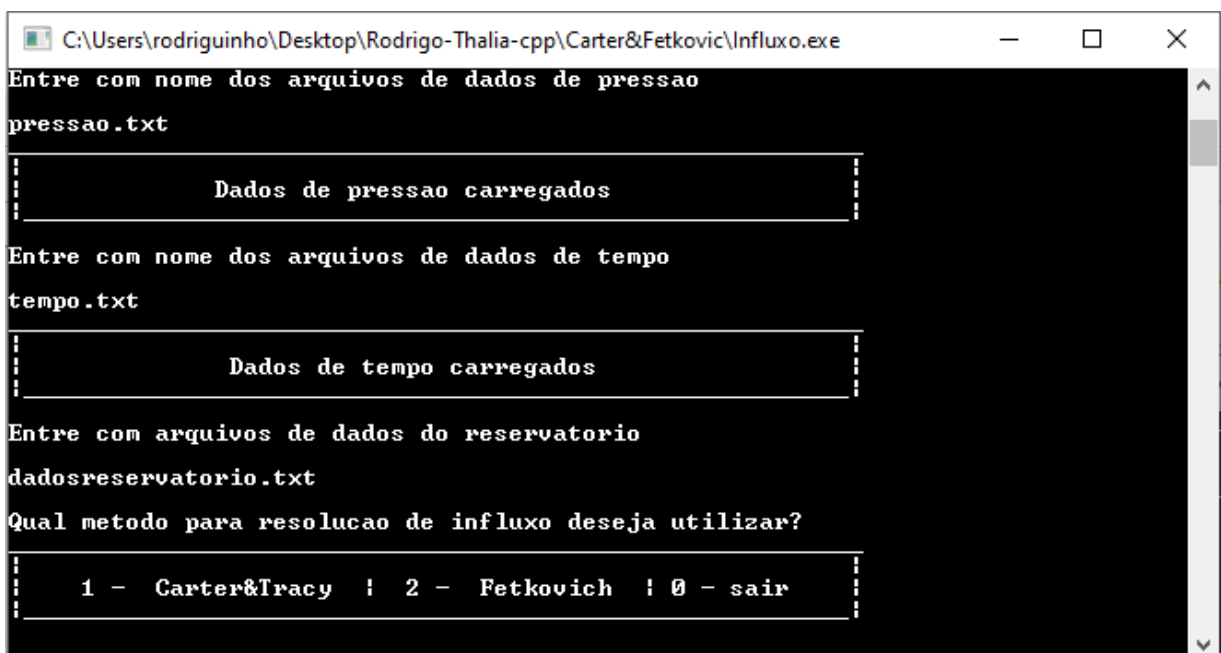 C:\Users\rodriguinho\Desktop\Rodrigo-Thalia-cpp\Carter&Fetkovic\Influxo.exe
Entre com nome dos arquivos de dados de pressao
pressao.txt
Dados de pressao carregados
Entre com nome dos arquivos de dados de tempo
tempo.txt
Dados de tempo carregados
Entre com arquivos de dados do reservatorio
dadosreservatorio.txt
Qual metodo para resolucao de influxo deseja utilizar?
1 - Carter&Tracy ¦ 2 - Fetkovich ¦ 0 - sair